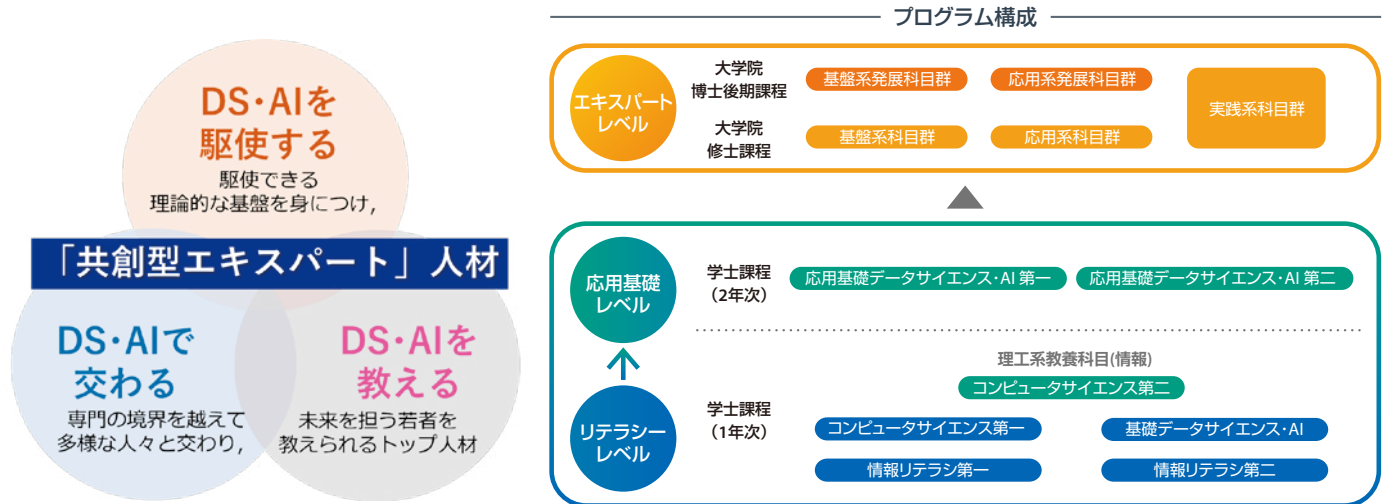 DS・AIを
駆使する
駆使できる
理論的な基盤を身につけ,
「共創型エキスパート」人材
DS・AIで
交わる
専門の境界を越えて
多様な人々と交わり,
DS・AIを
教える
未来を担う若者を
教えられるトップ人材
プログラム構成
エキスパート
レベル
大学院
博士後期課程
基盤系発展科目群
応用系発展科目群
実践系科目群
大学院
修士課程
基盤系科目群
応用系科目群
応用基礎
レベル
学士課程
(2年次)
応用基礎データサイエンス・AI 第一
応用基礎データサイエンス・AI 第二
理工系教養科目(情報)
コンピュータサイエンス第二
リテラシー
レベル
学士課程
(1年次)
コンピュータサイエンス第一
基礎データサイエンス・AI
情報リテラシ第一
情報リテラシ第二